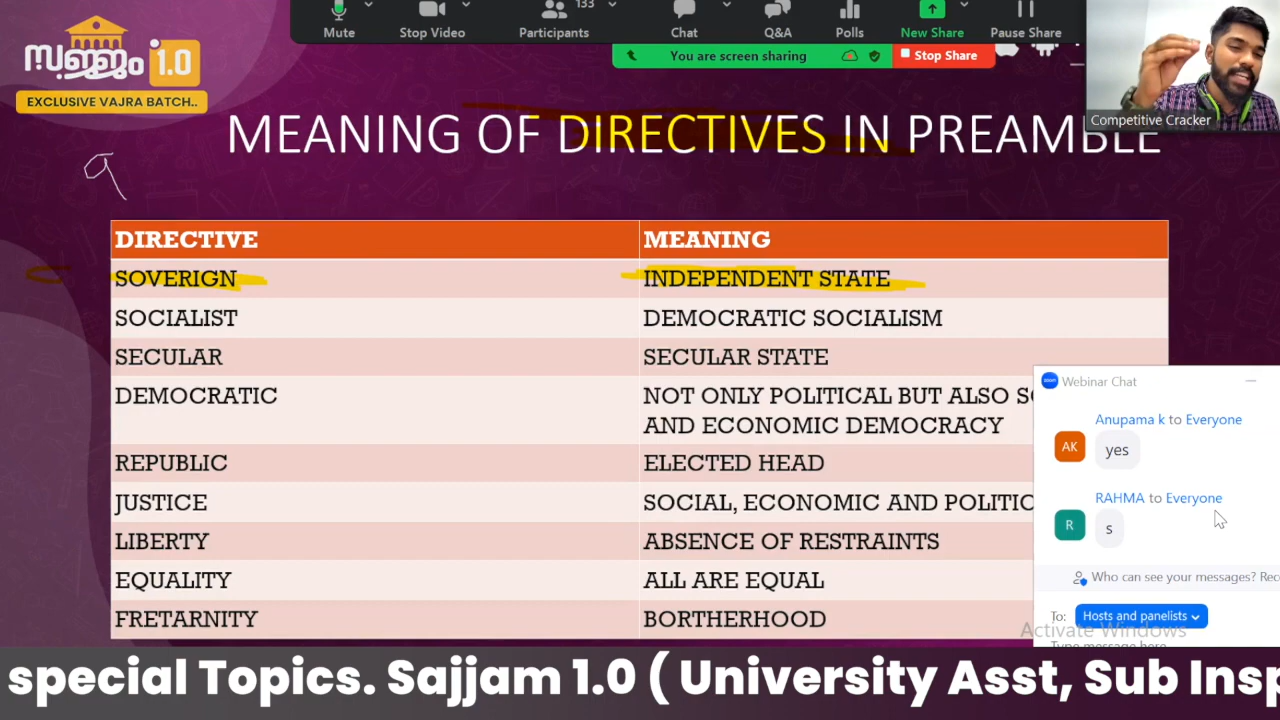 സജ്ജം 1.0
EXCLUSIVE VAJRA BATCH..
133
Mute
Stop Video
Participants
Chat
Q&A
Polls
New Share
Pause Share
You are screen sharing
Stop Share
Competitive Cracker
MEANING OF DIRECTIVES IN PREAMBLE
DIRECTIVE MEANING
SOVERIGN INDEPENDENT STATE
SOCIALIST DEMOCRATIC SOCIALISM
SECULAR SECULAR STATE
DEMOCRATIC NOT ONLY POLITICAL BUT ALSO
AND ECONOMIC DEMOCRACY
REPUBLIC ELECTED HEAD
JUSTICE SOCIAL, ECONOMIC AND POLITIC
LIBERTY ABSENCE OF RESTRAINTS
EQUALITY ALL ARE EQUAL
FRETARNITY BORTHERHOOD
Webinar Chat
Anupama k to Everyone
AK
yes
RAHMA to Everyone
R
s
Who can see your messages? Rec
To: Hosts and panelists
Activate Windows
Type message here
special Topics. Sajjam 1.0 ( University Asst, Sub Insp